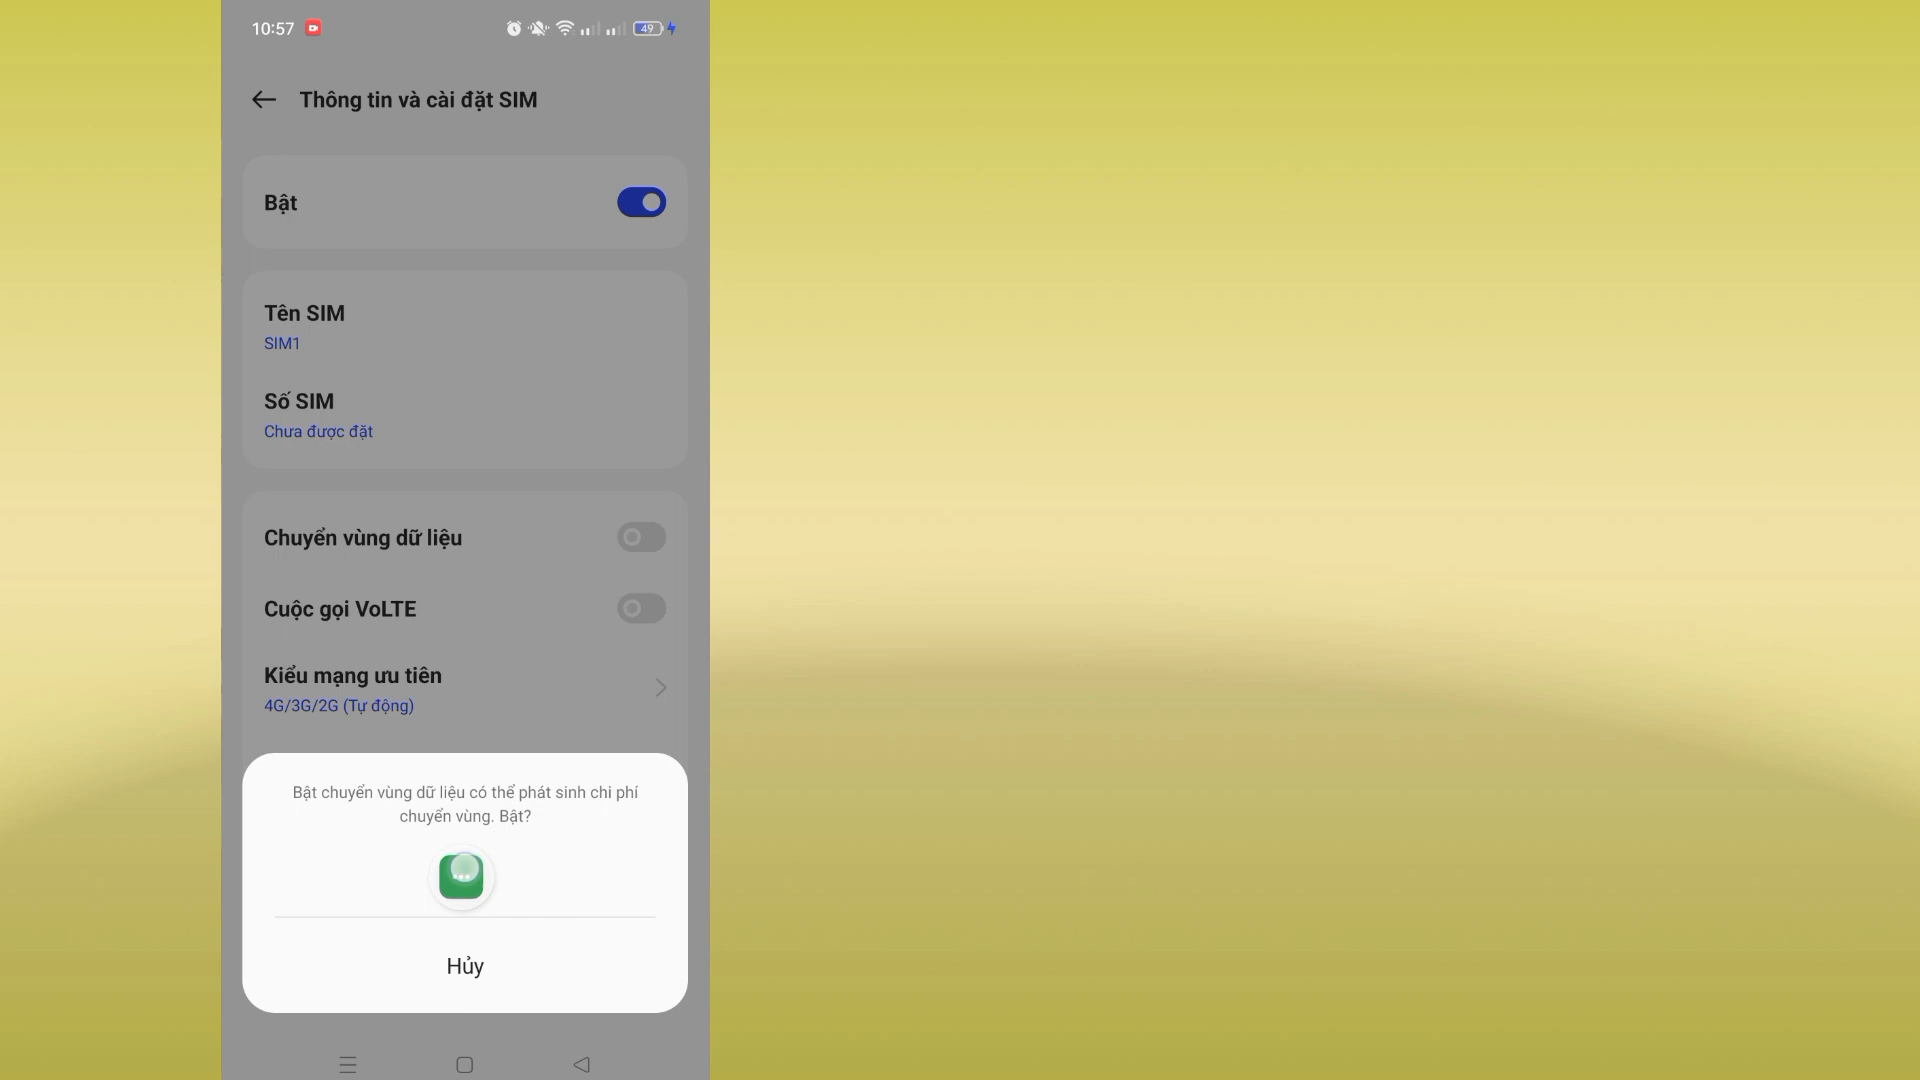 10:57
49
Thông tin và cài đặt SIM
Bật
Tên SIM
SIM1
Số SIM
Chưa được đặt
Chuyển vùng dữ liệu
Cuộc gọi VoLTE
Kiểu mạng ưu tiên
4G/3G/2G (Tự động)
Bật chuyển vùng dữ liệu có thể phát sinh chi phí
chuyển vùng. Bật?
Hủy